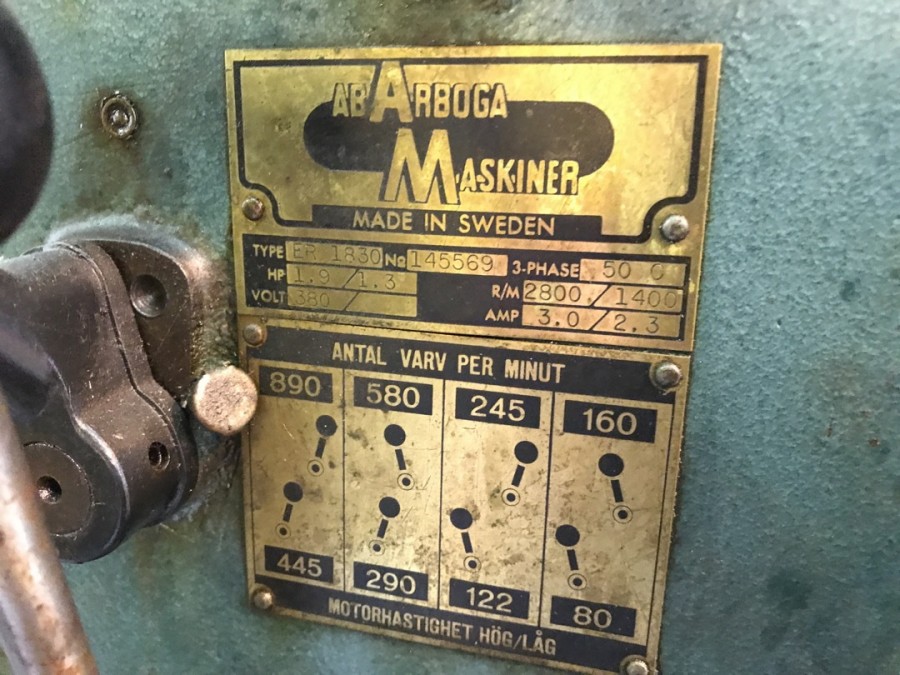 AB ARBOGA
MASKINER
MADE IN SWEDEN
TYPE ER 1830 No 145569 3-PHASE 50 0
HP 1.9 / 1.3 R/M 2800 / 1400
VOLT 380 / AMP 3.0 / 2.3
ANTAL VARV PER MINUT
890 580 245 160
445 290 122 80
MOTORHASTIGHET HÖG/LÅG